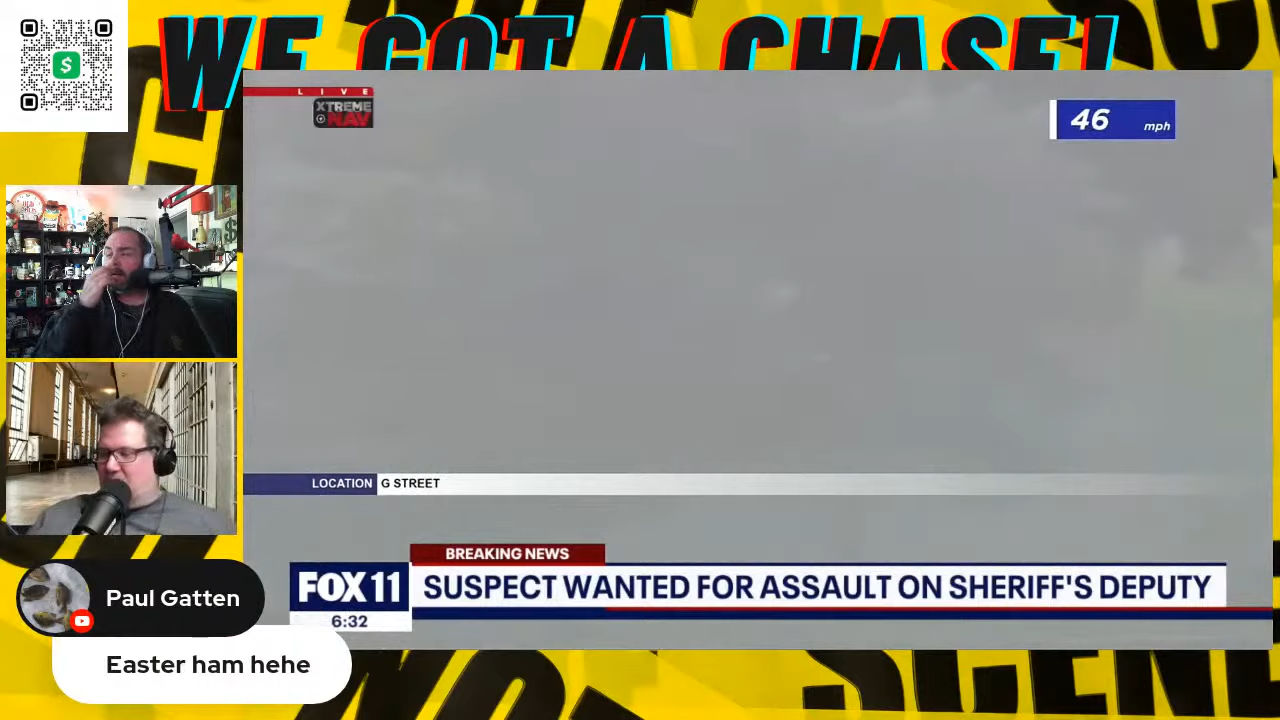 WE GOT A CHASE!
LIVE
XTREME
NAV
46 mph
LOCATION G STREET
BREAKING NEWS
FOX 11
SUSPECT WANTED FOR ASSAULT ON SHERIFF'S DEPUTY
6:32
Paul Gatten
Easter ham hehe